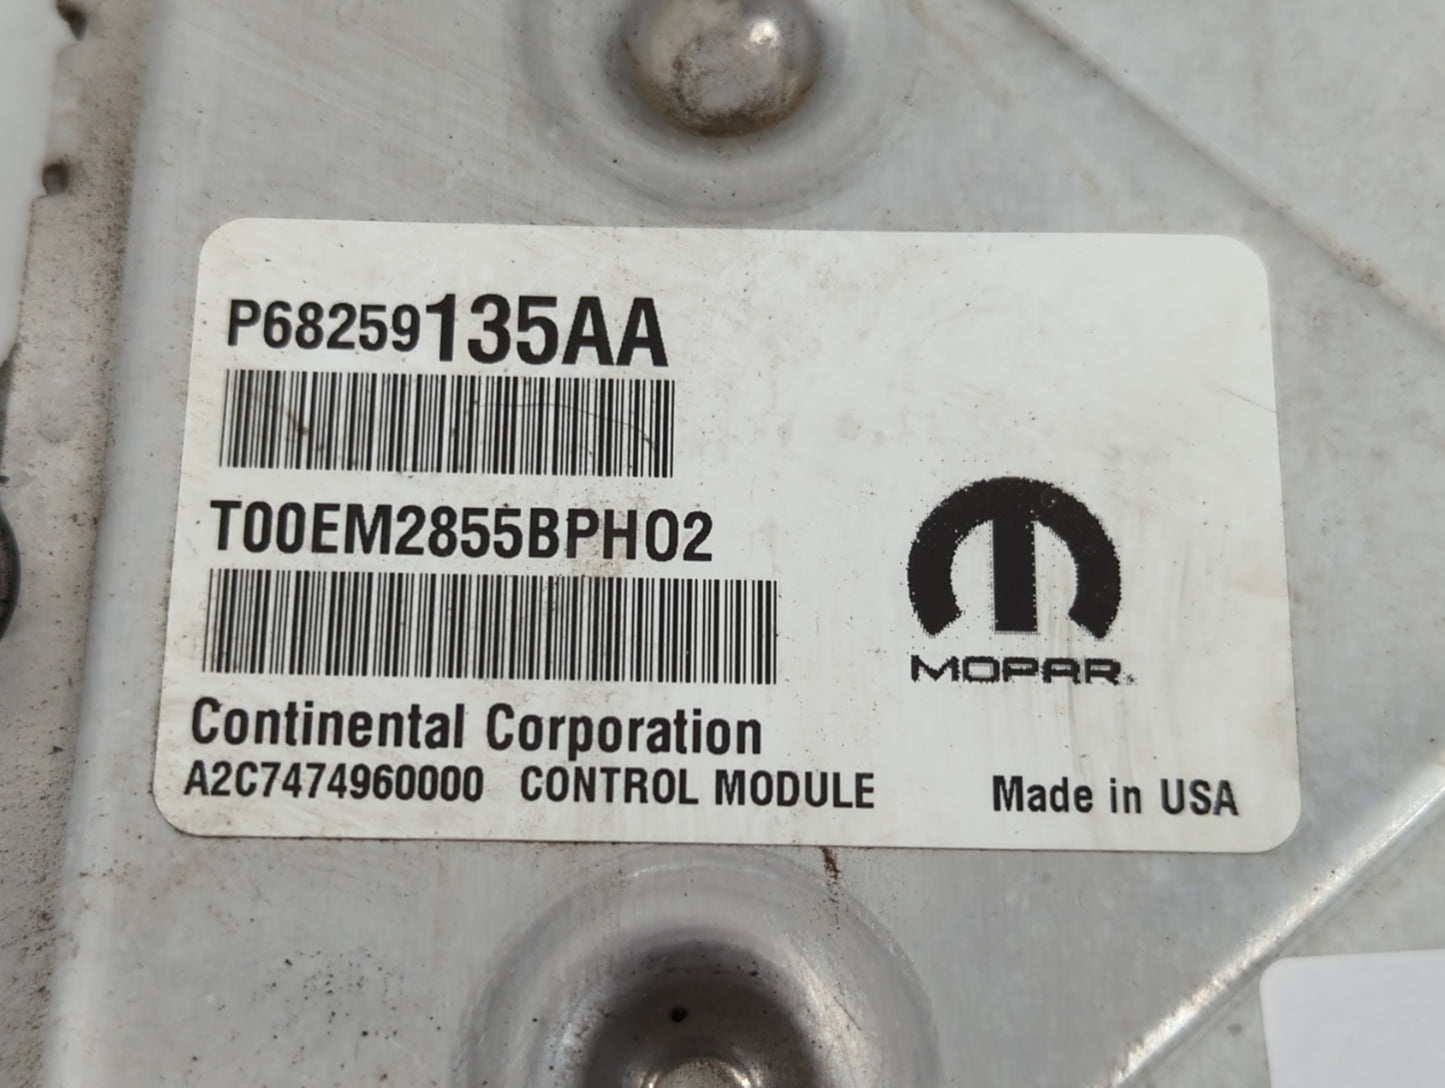 P68259135AA
T00EM2855BPH02
MOPAR
Continental Corporation
A2C7474960000 CONTROL MODULE Made in USA